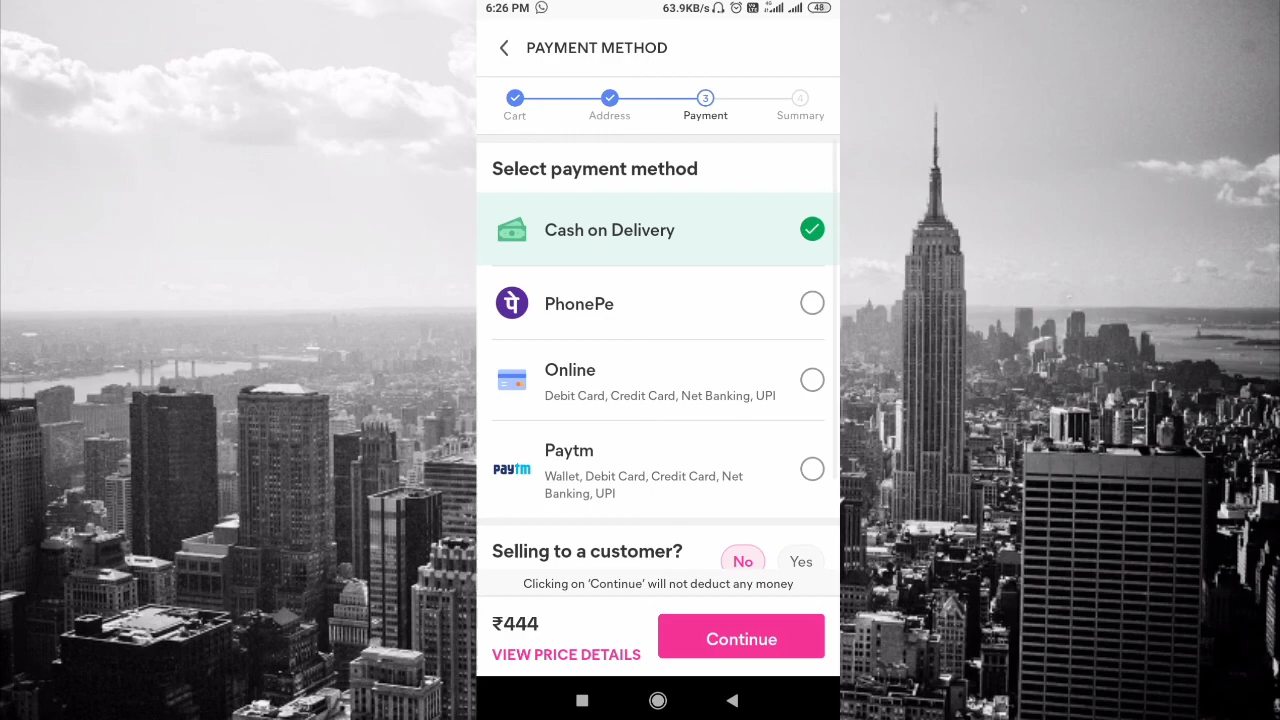 6:26 PM 63.9KB/s 4G 48
PAYMENT METHOD
3 4
Cart Address Payment Summary
Select payment method
Cash on Delivery
पे PhonePe
Online
Debit Card, Credit Card, Net Banking, UPI
Paytm
paytm
Wallet, Debit Card, Credit Card, Net
Banking, UPI
Selling to a customer? No Yes
Clicking on ‘Continue’ will not deduct any money
₹444
VIEW PRICE DETAILS
Continue